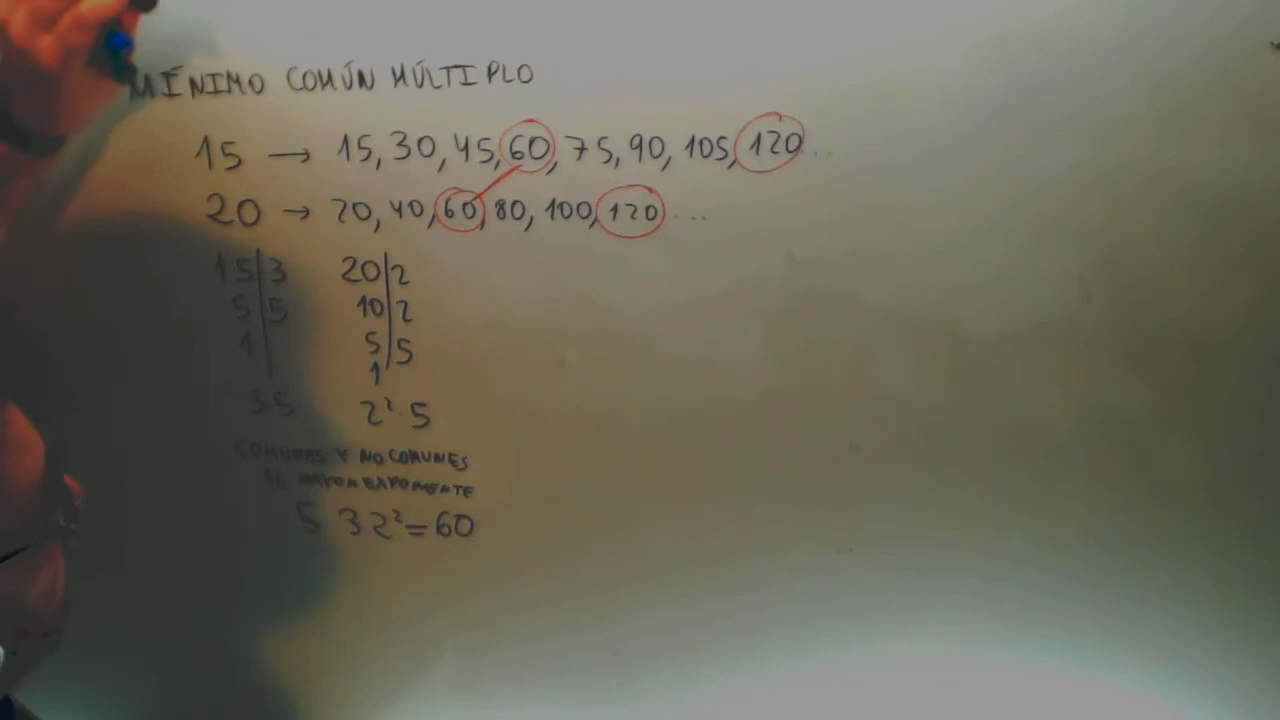 MÍNIMO COMÚN MÚLTIPLO
15 → 15, 30, 45, 60, 75, 90, 105, 120 ...
20 → 20, 40, 60, 80, 100, 120 ...
15|3 20|2
5|5 10|2
1| 5|5
1
3 5 2²·5
COMUNES Y NO COMUNES
MAYOR EXPONENTE
5 3 2² = 60